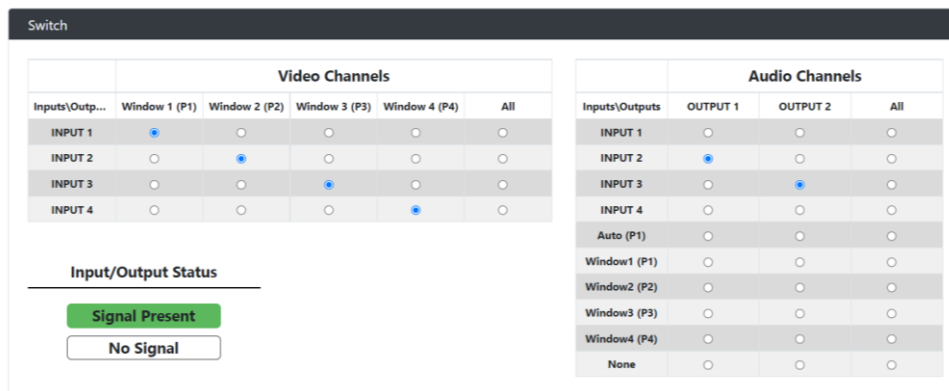 Switch
Video Channels
Inputs\Outp... Window 1 (P1) Window 2 (P2) Window 3 (P3) Window 4 (P4) All
INPUT 1
INPUT 2
INPUT 3
INPUT 4
Input/Output Status
Signal Present
No Signal
Audio Channels
Inputs\Outputs OUTPUT 1 OUTPUT 2 All
INPUT 1
INPUT 2
INPUT 3
INPUT 4
Auto (P1)
Window1 (P1)
Window2 (P2)
Window3 (P3)
Window4 (P4)
None